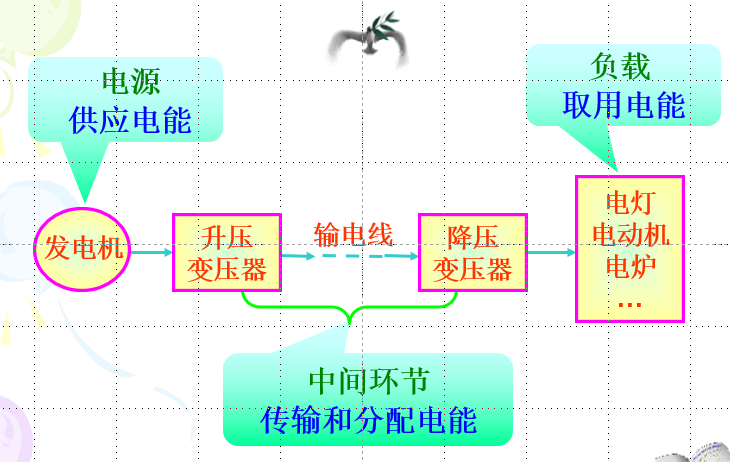 电源
供应电能
负载
取用电能
发电机
升压
变压器
输电线
降压
变压器
电灯
电动机
电炉
...
中间环节
传输和分配电能